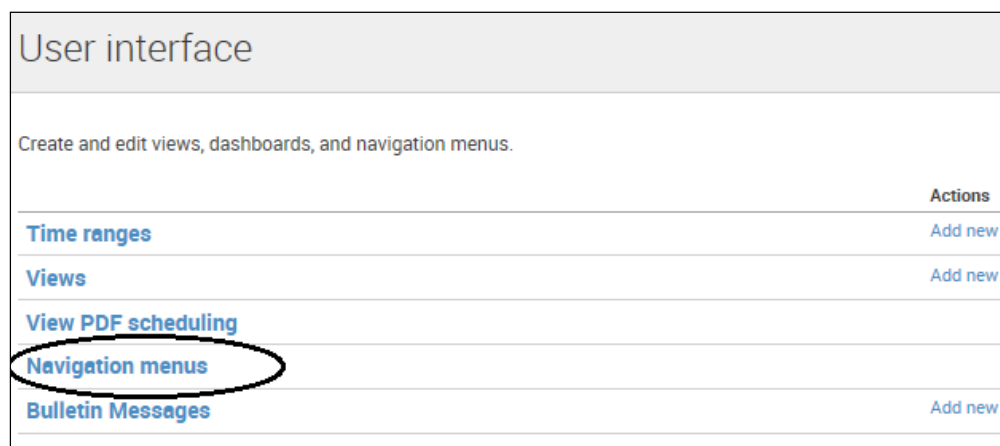 User interface
Create and edit views, dashboards, and navigation menus.
Actions
Time ranges Add new
Views Add new
View PDF scheduling
Navigation menus
Bulletin Messages Add new